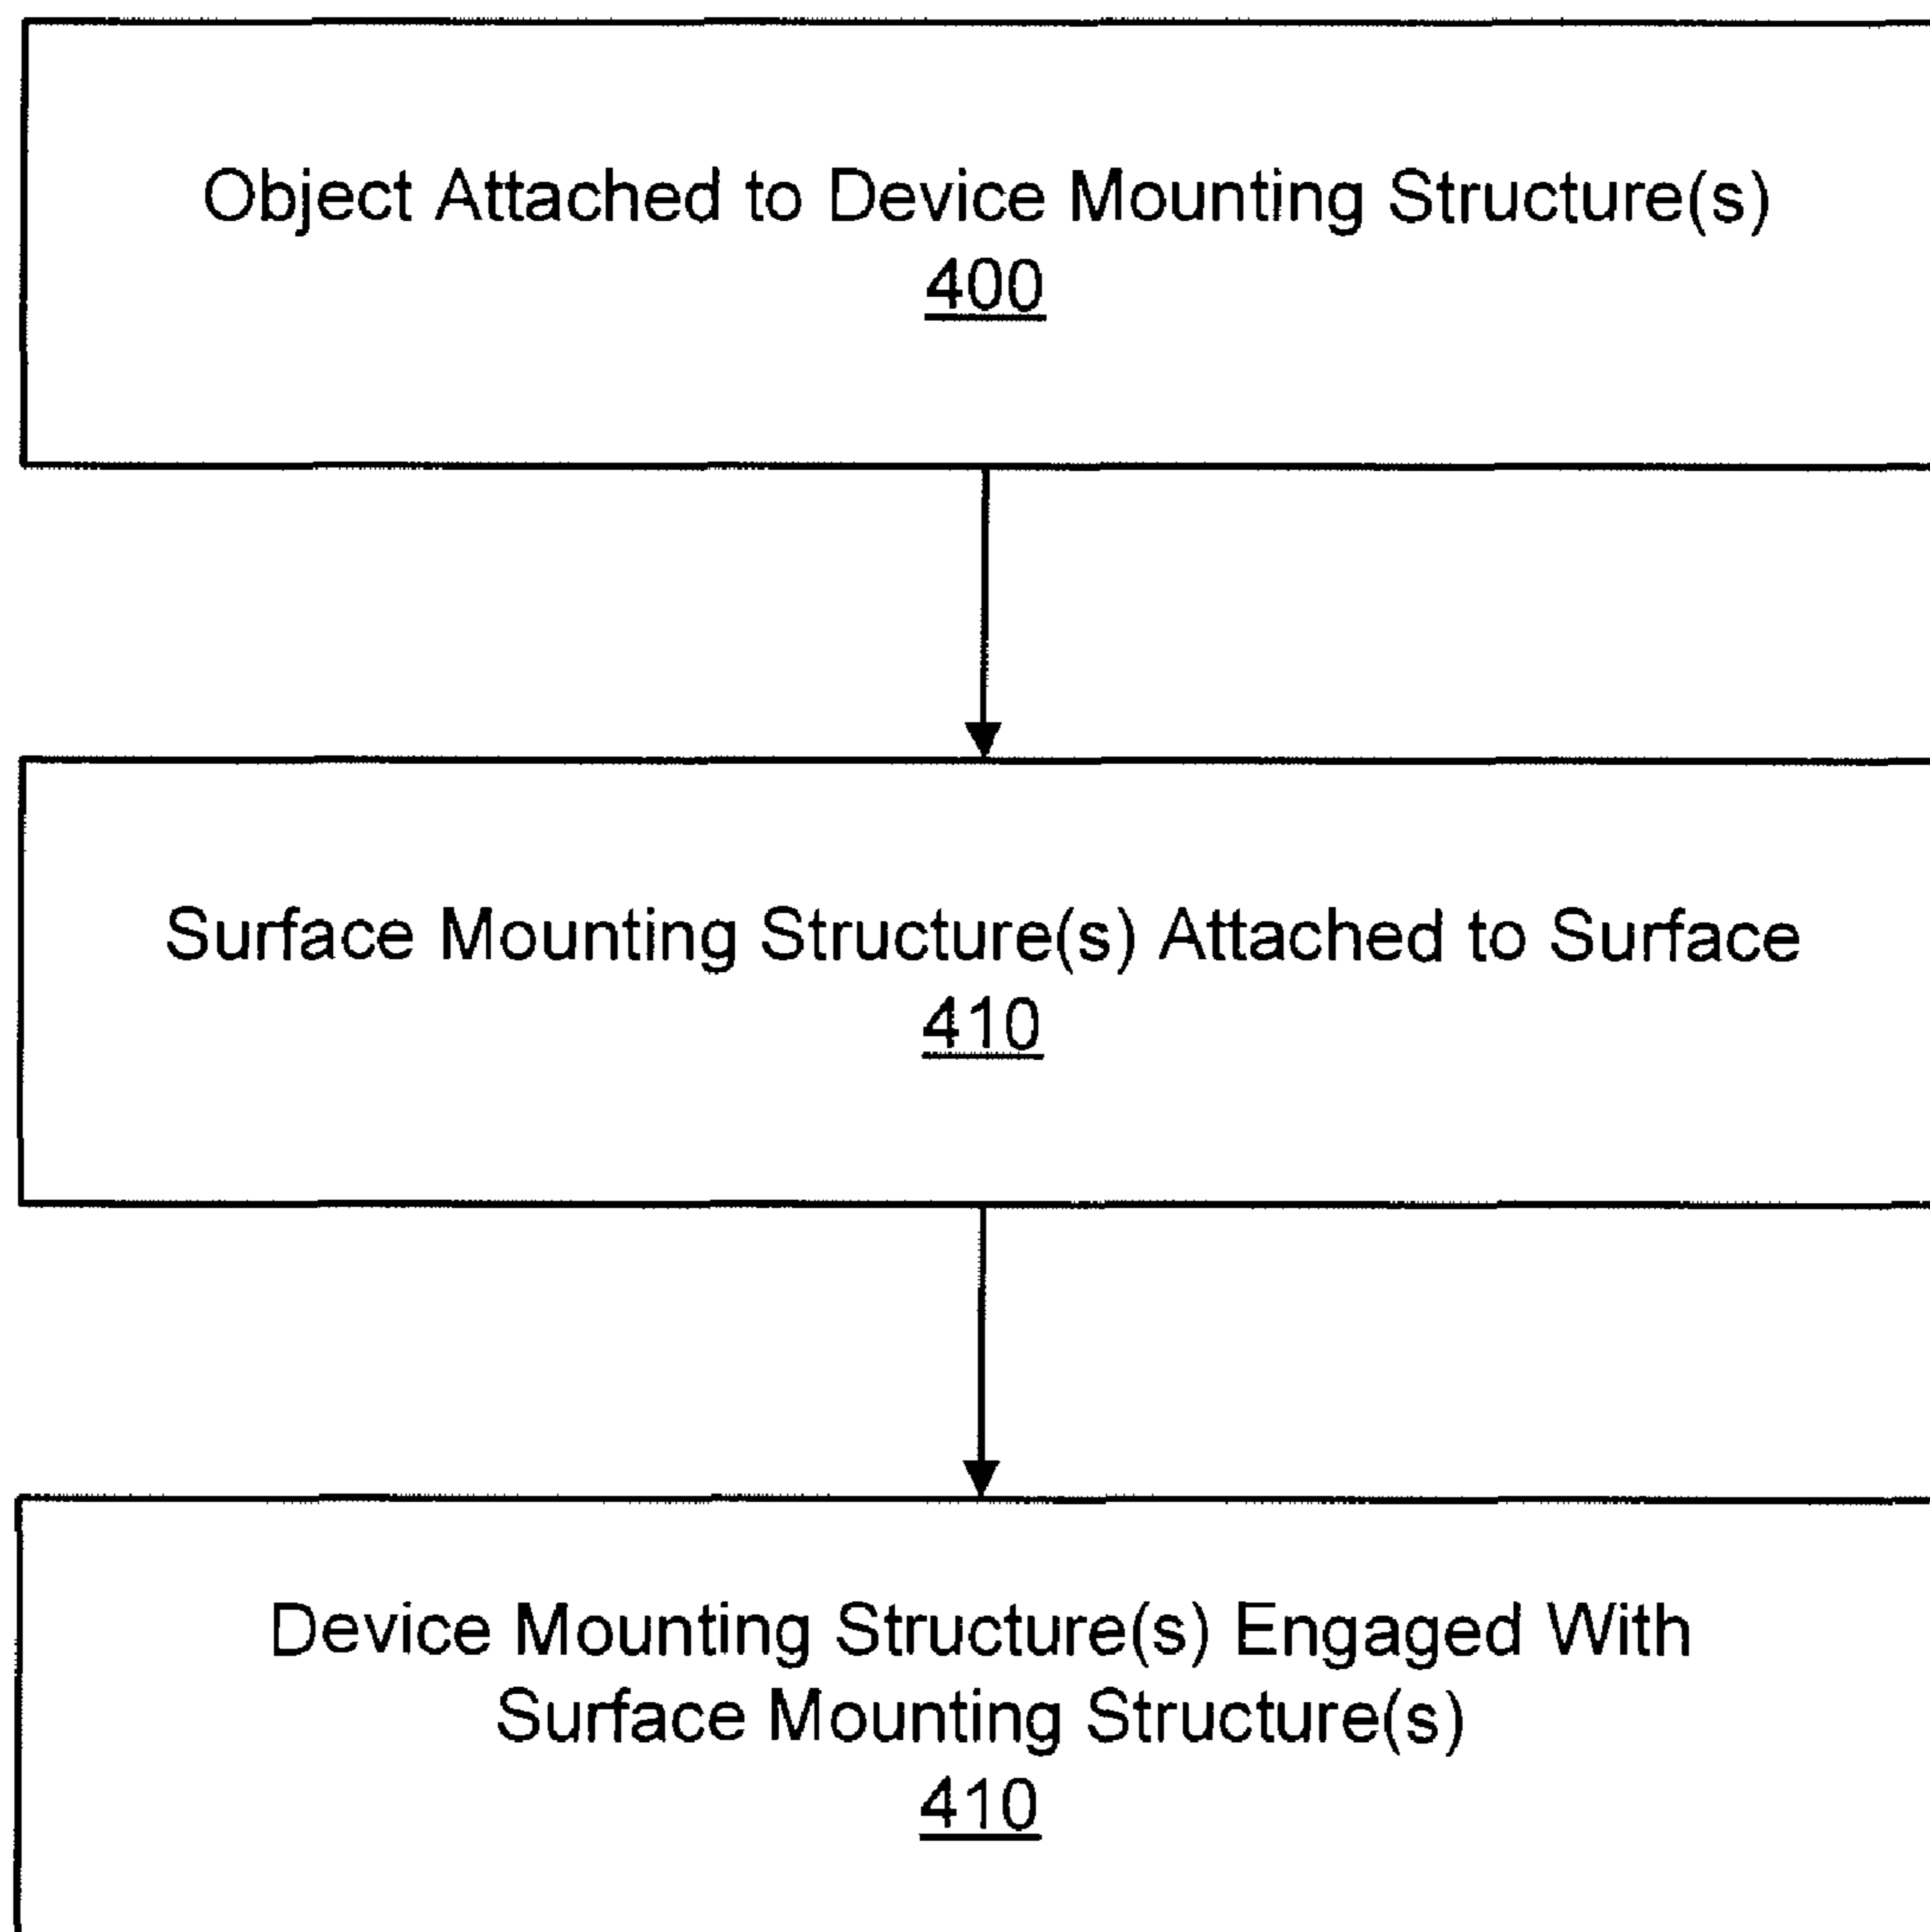 Object Attached to Device Mounting Structure(s)
400
Surface Mounting Structure(s) Attached to Surface
410
Device Mounting Structure(s) Engaged With
Surface Mounting Structure(s)
410